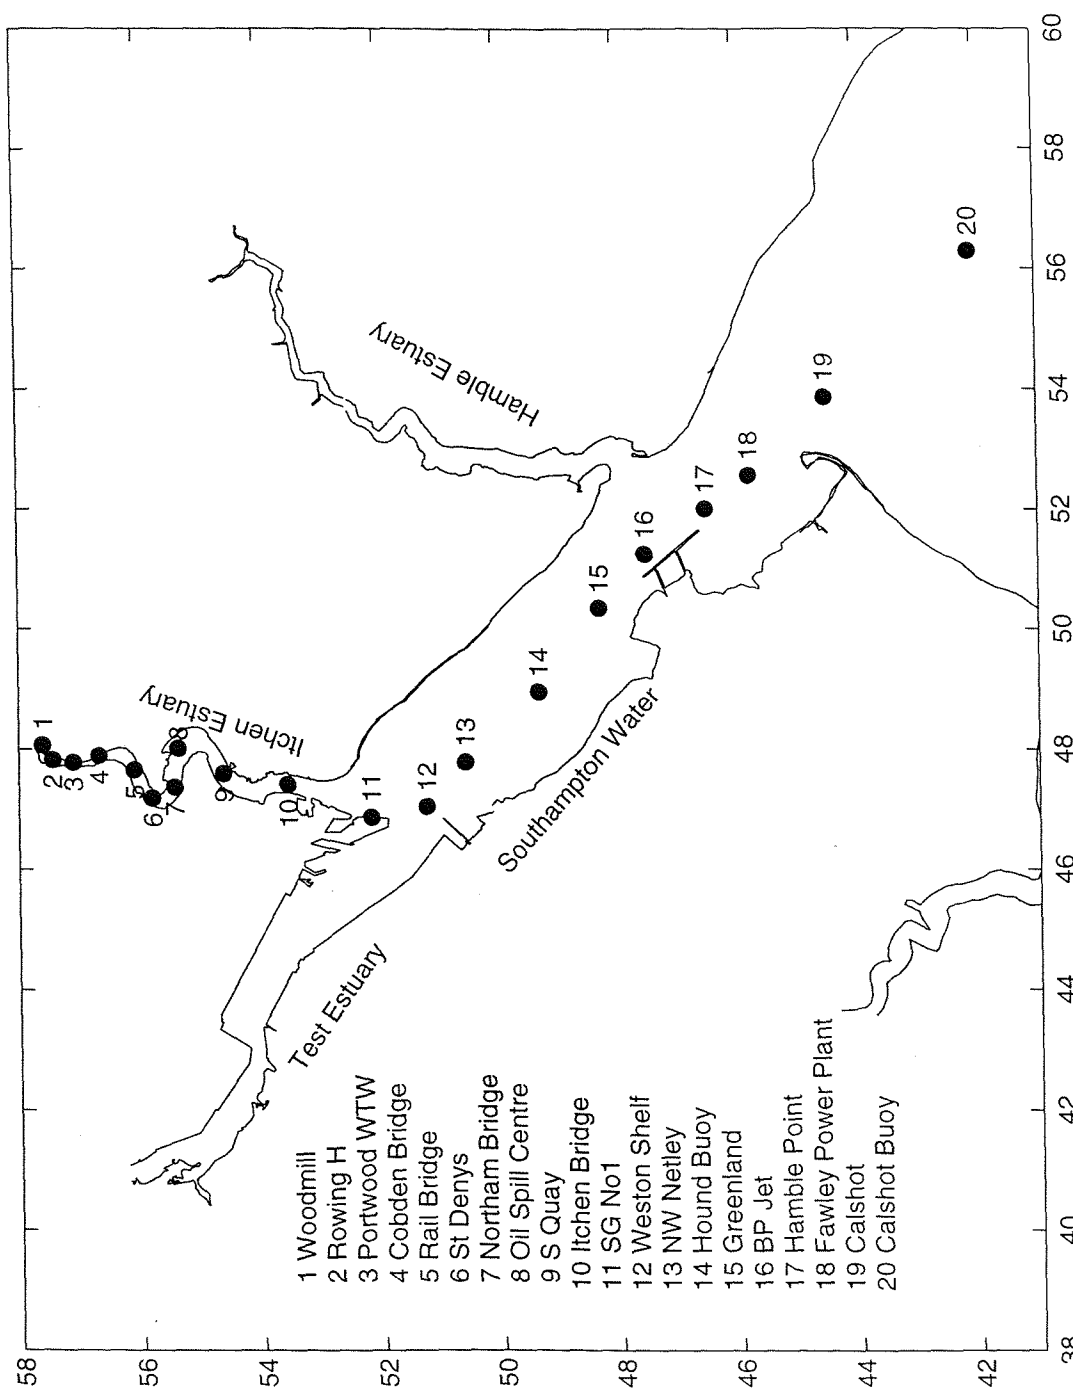 58
56
54
52
50
48
46
44
42
38
40
42
44
46
48
50
52
54
56
58
60
1
2
3
4
5
6
7
8
9
10
11
12
13
14
15
16
17
18
19
20
Itchen Estuary
Hamble Estuary
Test Estuary
Southampton Water
1 Woodmill
2 Rowing H
3 Portwood WTW
4 Cobden Bridge
5 Rail Bridge
6 St Denys
7 Northam Bridge
8 Oil Spill Centre
9 S Quay
10 Itchen Bridge
11 SG No1
12 Weston Shelf
13 NW Netley
14 Hound Buoy
15 Greenland
16 BP Jet
17 Hamble Point
18 Fawley Power Plant
19 Calshot
20 Calshot Buoy